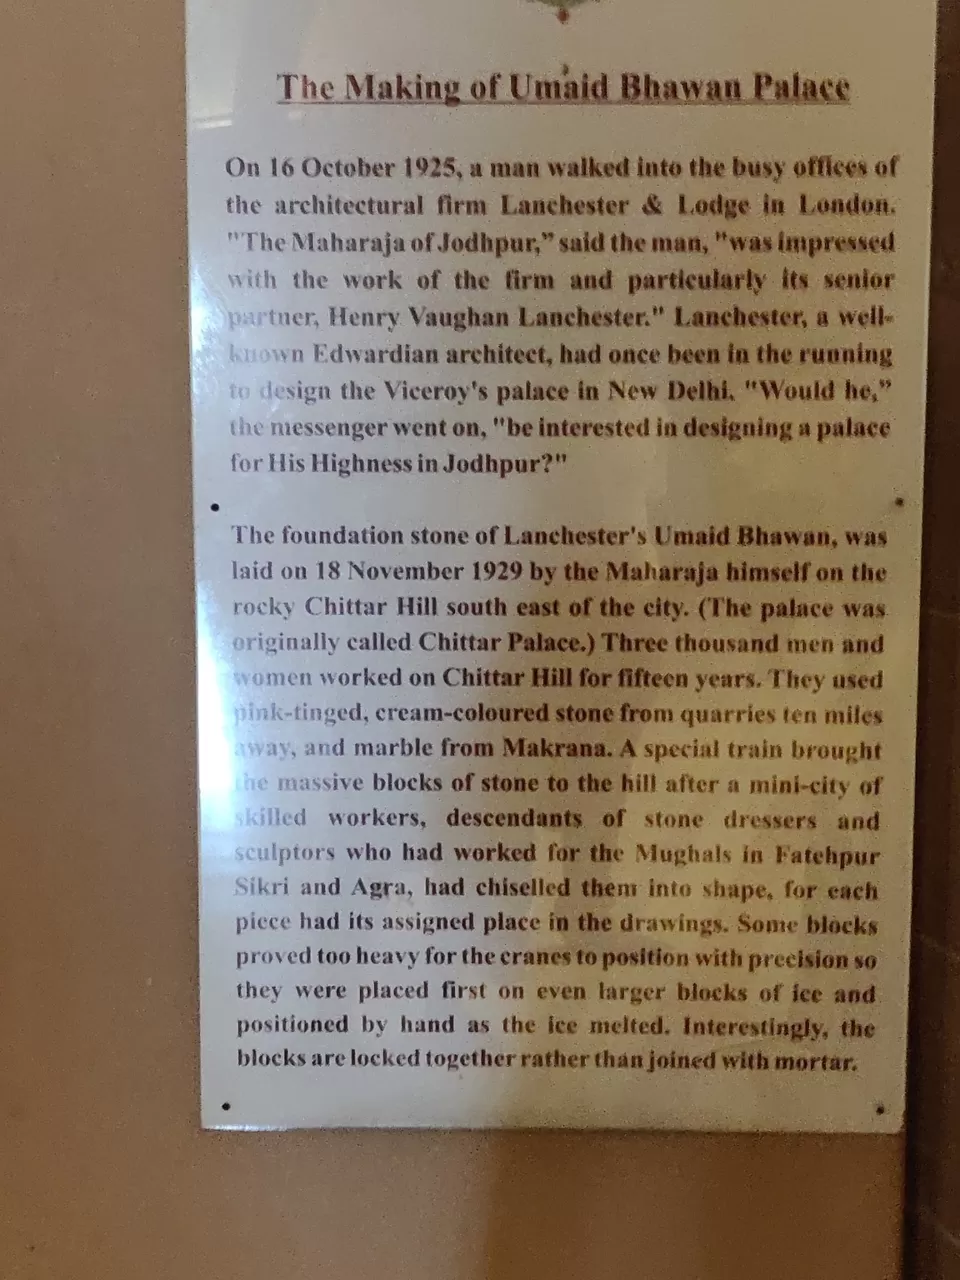 The Making of Umaid Bhawan Palace
On 16 October 1925, a man walked into the busy offices of
the architectural firm Lanchester & Lodge in London.
"The Maharaja of Jodhpur,” said the man, "was impressed
with the work of the firm and particularly its senior
partner, Henry Vaughan Lanchester." Lanchester, a well-
known Edwardian architect, had once been in the running
to design the Viceroy's palace in New Delhi. "Would he,”
the messenger went on, "be interested in designing a palace
for His Highness in Jodhpur?"
The foundation stone of Lanchester's Umaid Bhawan, was
laid on 18 November 1929 by the Maharaja himself on the
rocky Chittar Hill south east of the city. (The palace was
originally called Chittar Palace.) Three thousand men and
women worked on Chittar Hill for fifteen years. They used
pink-tinged, cream-coloured stone from quarries ten miles
away, and marble from Makrana. A special train brought
the massive blocks of stone to the hill after a mini-city of
skilled workers, descendants of stone dressers and
sculptors who had worked for the Mughals in Fatehpur
Sikri and Agra, had chiselled them into shape, for each
piece had its assigned place in the drawings. Some blocks
proved too heavy for the cranes to position with precision so
they were placed first on even larger blocks of ice and
positioned by hand as the ice melted. Interestingly, the
blocks are locked together rather than joined with mortar.